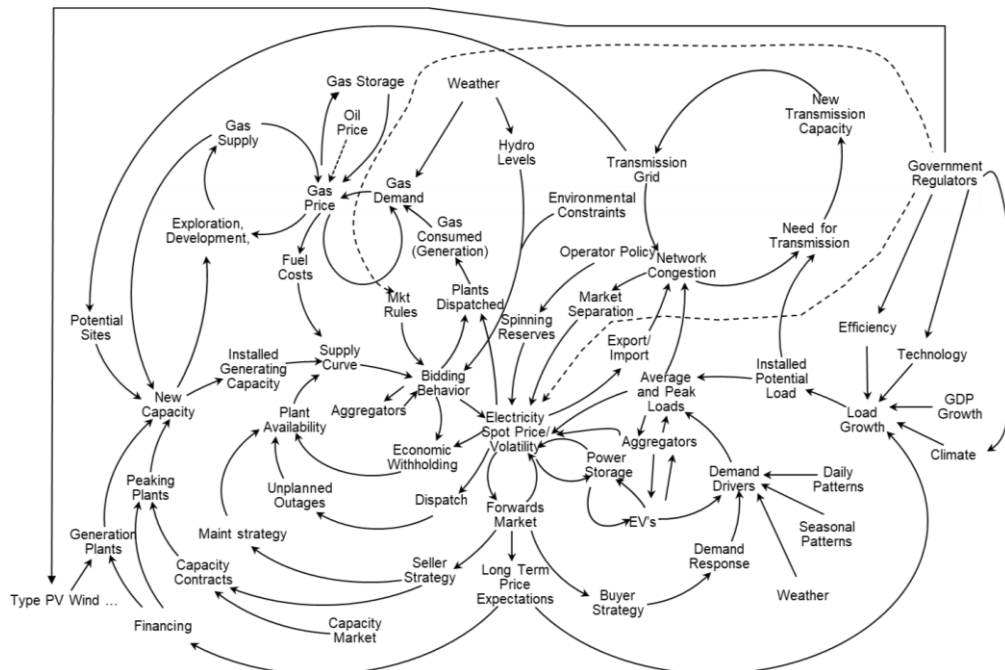 Gas Storage
Weather
Oil
Price
New
Transmission
Capacity
Gas
Supply
Hydro
Levels
Transmission
Grid
Government
Regulators
Gas
Price
Gas
Demand
Environmental
Constraints
Exploration,
Development,
Gas
Consumed
(Generation)
Need for
Transmission
Operator Policy
Fuel
Costs
Network
Congestion
Plants
Dispatched
Mkt
Rules
Market
Separation
Potential
Sites
Spinning
Reserves
Efficiency
Export/
Import
Installed
Generating
Capacity
Supply
Curve
Technology
Installed
Potential
Load
Bidding
Behavior
Average
and Peak
Loads
New
Capacity
GDP
Growth
Aggregators
Plant
Availability
Electricity
Spot Price/
Volatility
Load
Growth
Aggregators
Climate
Economic
Withholding
Power
Storage
Peaking
Plants
Demand
Drivers
Daily
Patterns
Unplanned
Outages
Dispatch
Forwards
Market
EV's
Seasonal
Patterns
Generation
Plants
Maint strategy
Demand
Response
Capacity
Contracts
Seller
Strategy
Long Term
Price
Expectations
Type PV Wind ...
Buyer
Strategy
Weather
Financing
Capacity
Market